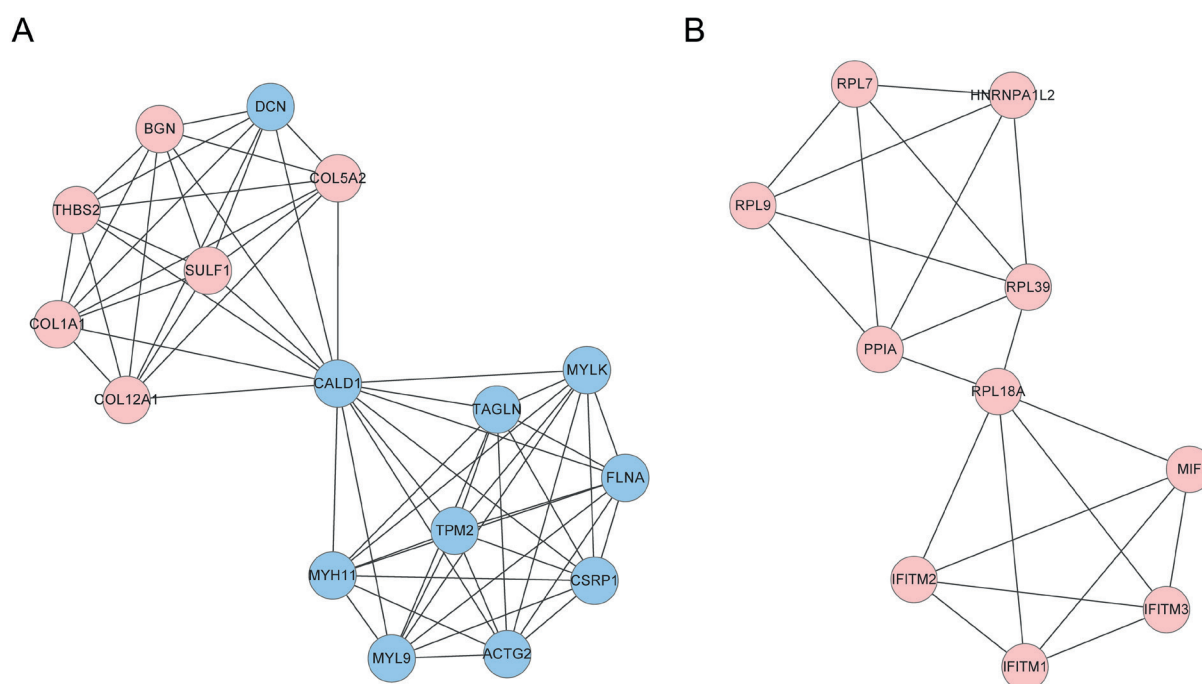 A
B
DCN
BGN
COL5A2
THBS2
SULF1
COL1A1
COL12A1
CALD1
MYLK
TAGLN
FLNA
TPM2
MYH11
CSRP1
MYL9
ACTG2
RPL7
HNRNPA1L2
RPL9
RPL39
PPIA
RPL18A
MIF
IFITM2
IFITM3
IFITM1